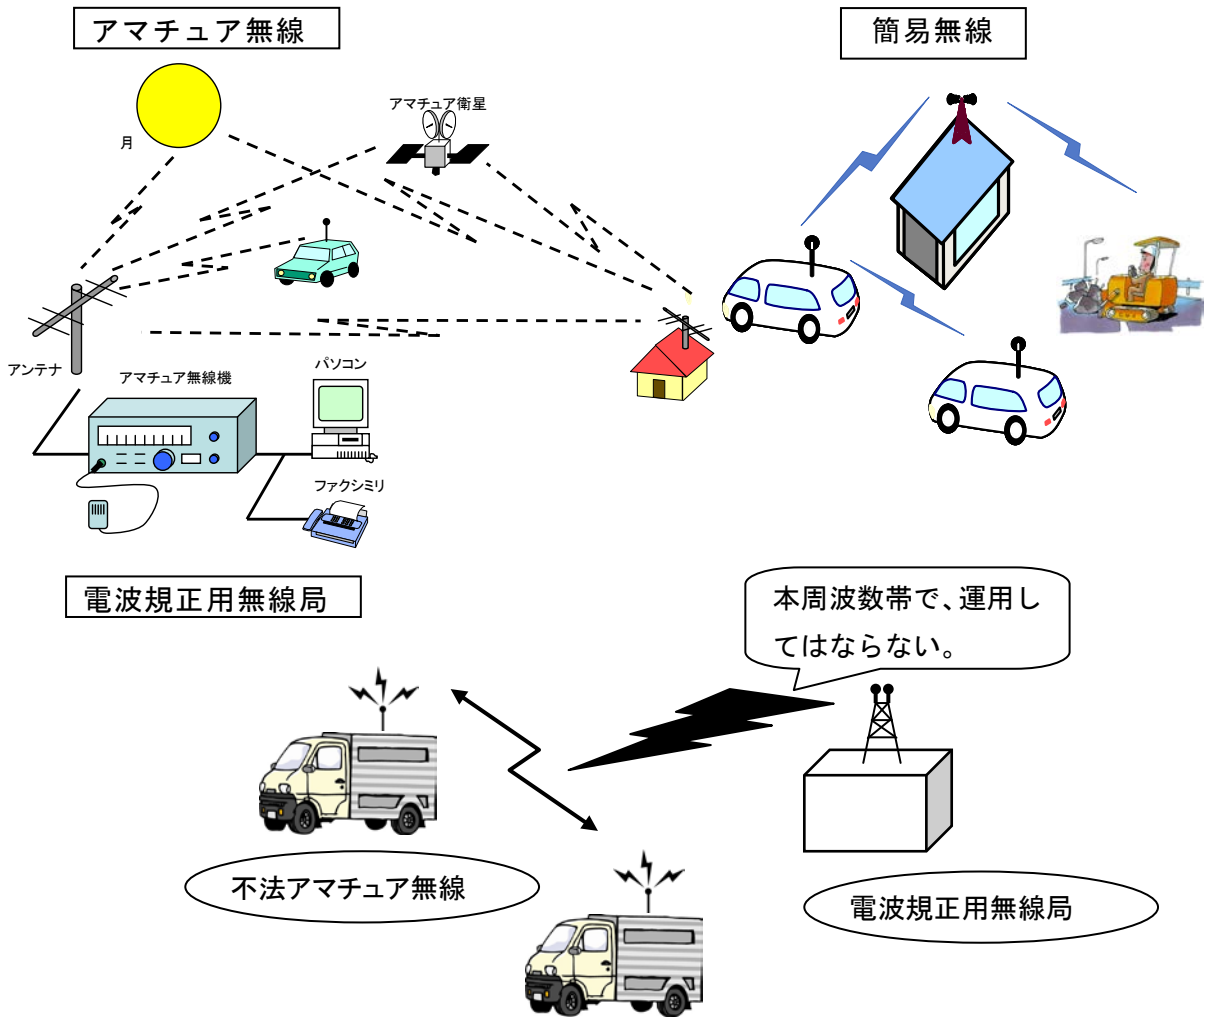 アマチュア無線
簡易無線
アマチュア衛星
月
アンテナ
アマチュア無線機
パソコン
ファクシミリ
電波規正用無線局
本周波数帯で、運用し
てはならない。
不法アマチュア無線
電波規正用無線局